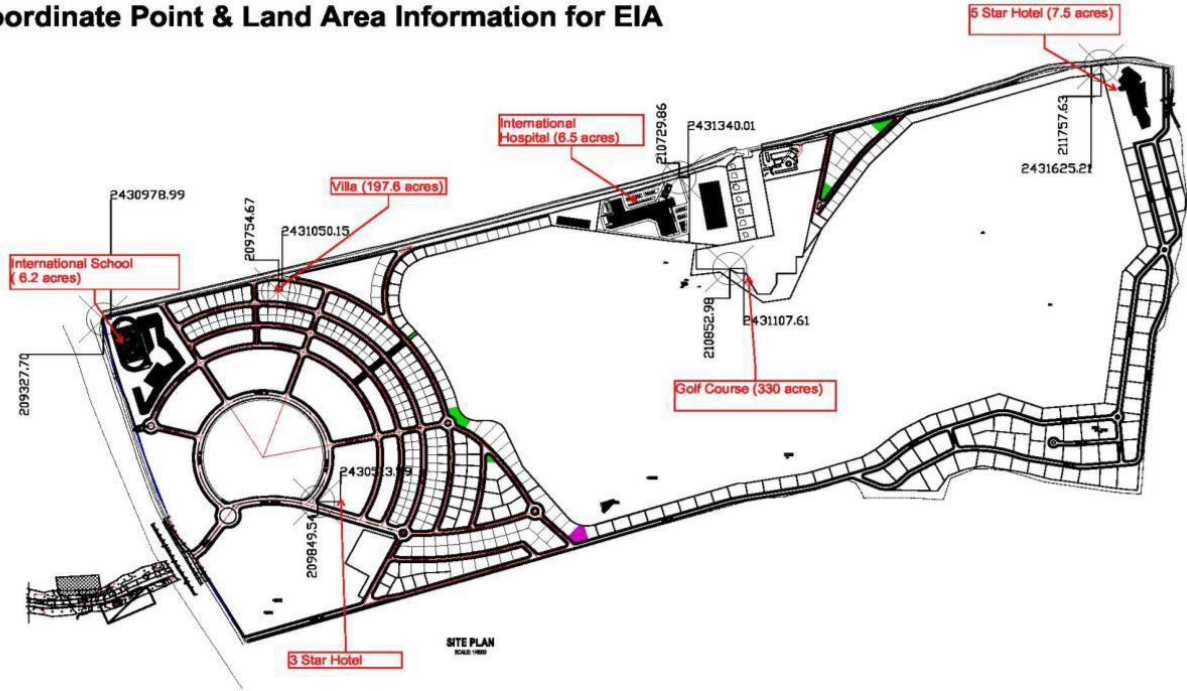 oordinate Point & Land Area Information for EIA
5 Star Hotel (7.5 acres)
International
Hospital (6.5 acres)
210729.86
2431340.01
211757.63
2431625.21
Villa (197.6 acres)
2430978.99
209754.67
2431050.15
International School
( 6.2 acres)
209327.70
210852.98
2431107.61
Golf Course (330 acres)
209849.54
3 Star Hotel
SITE PLAN